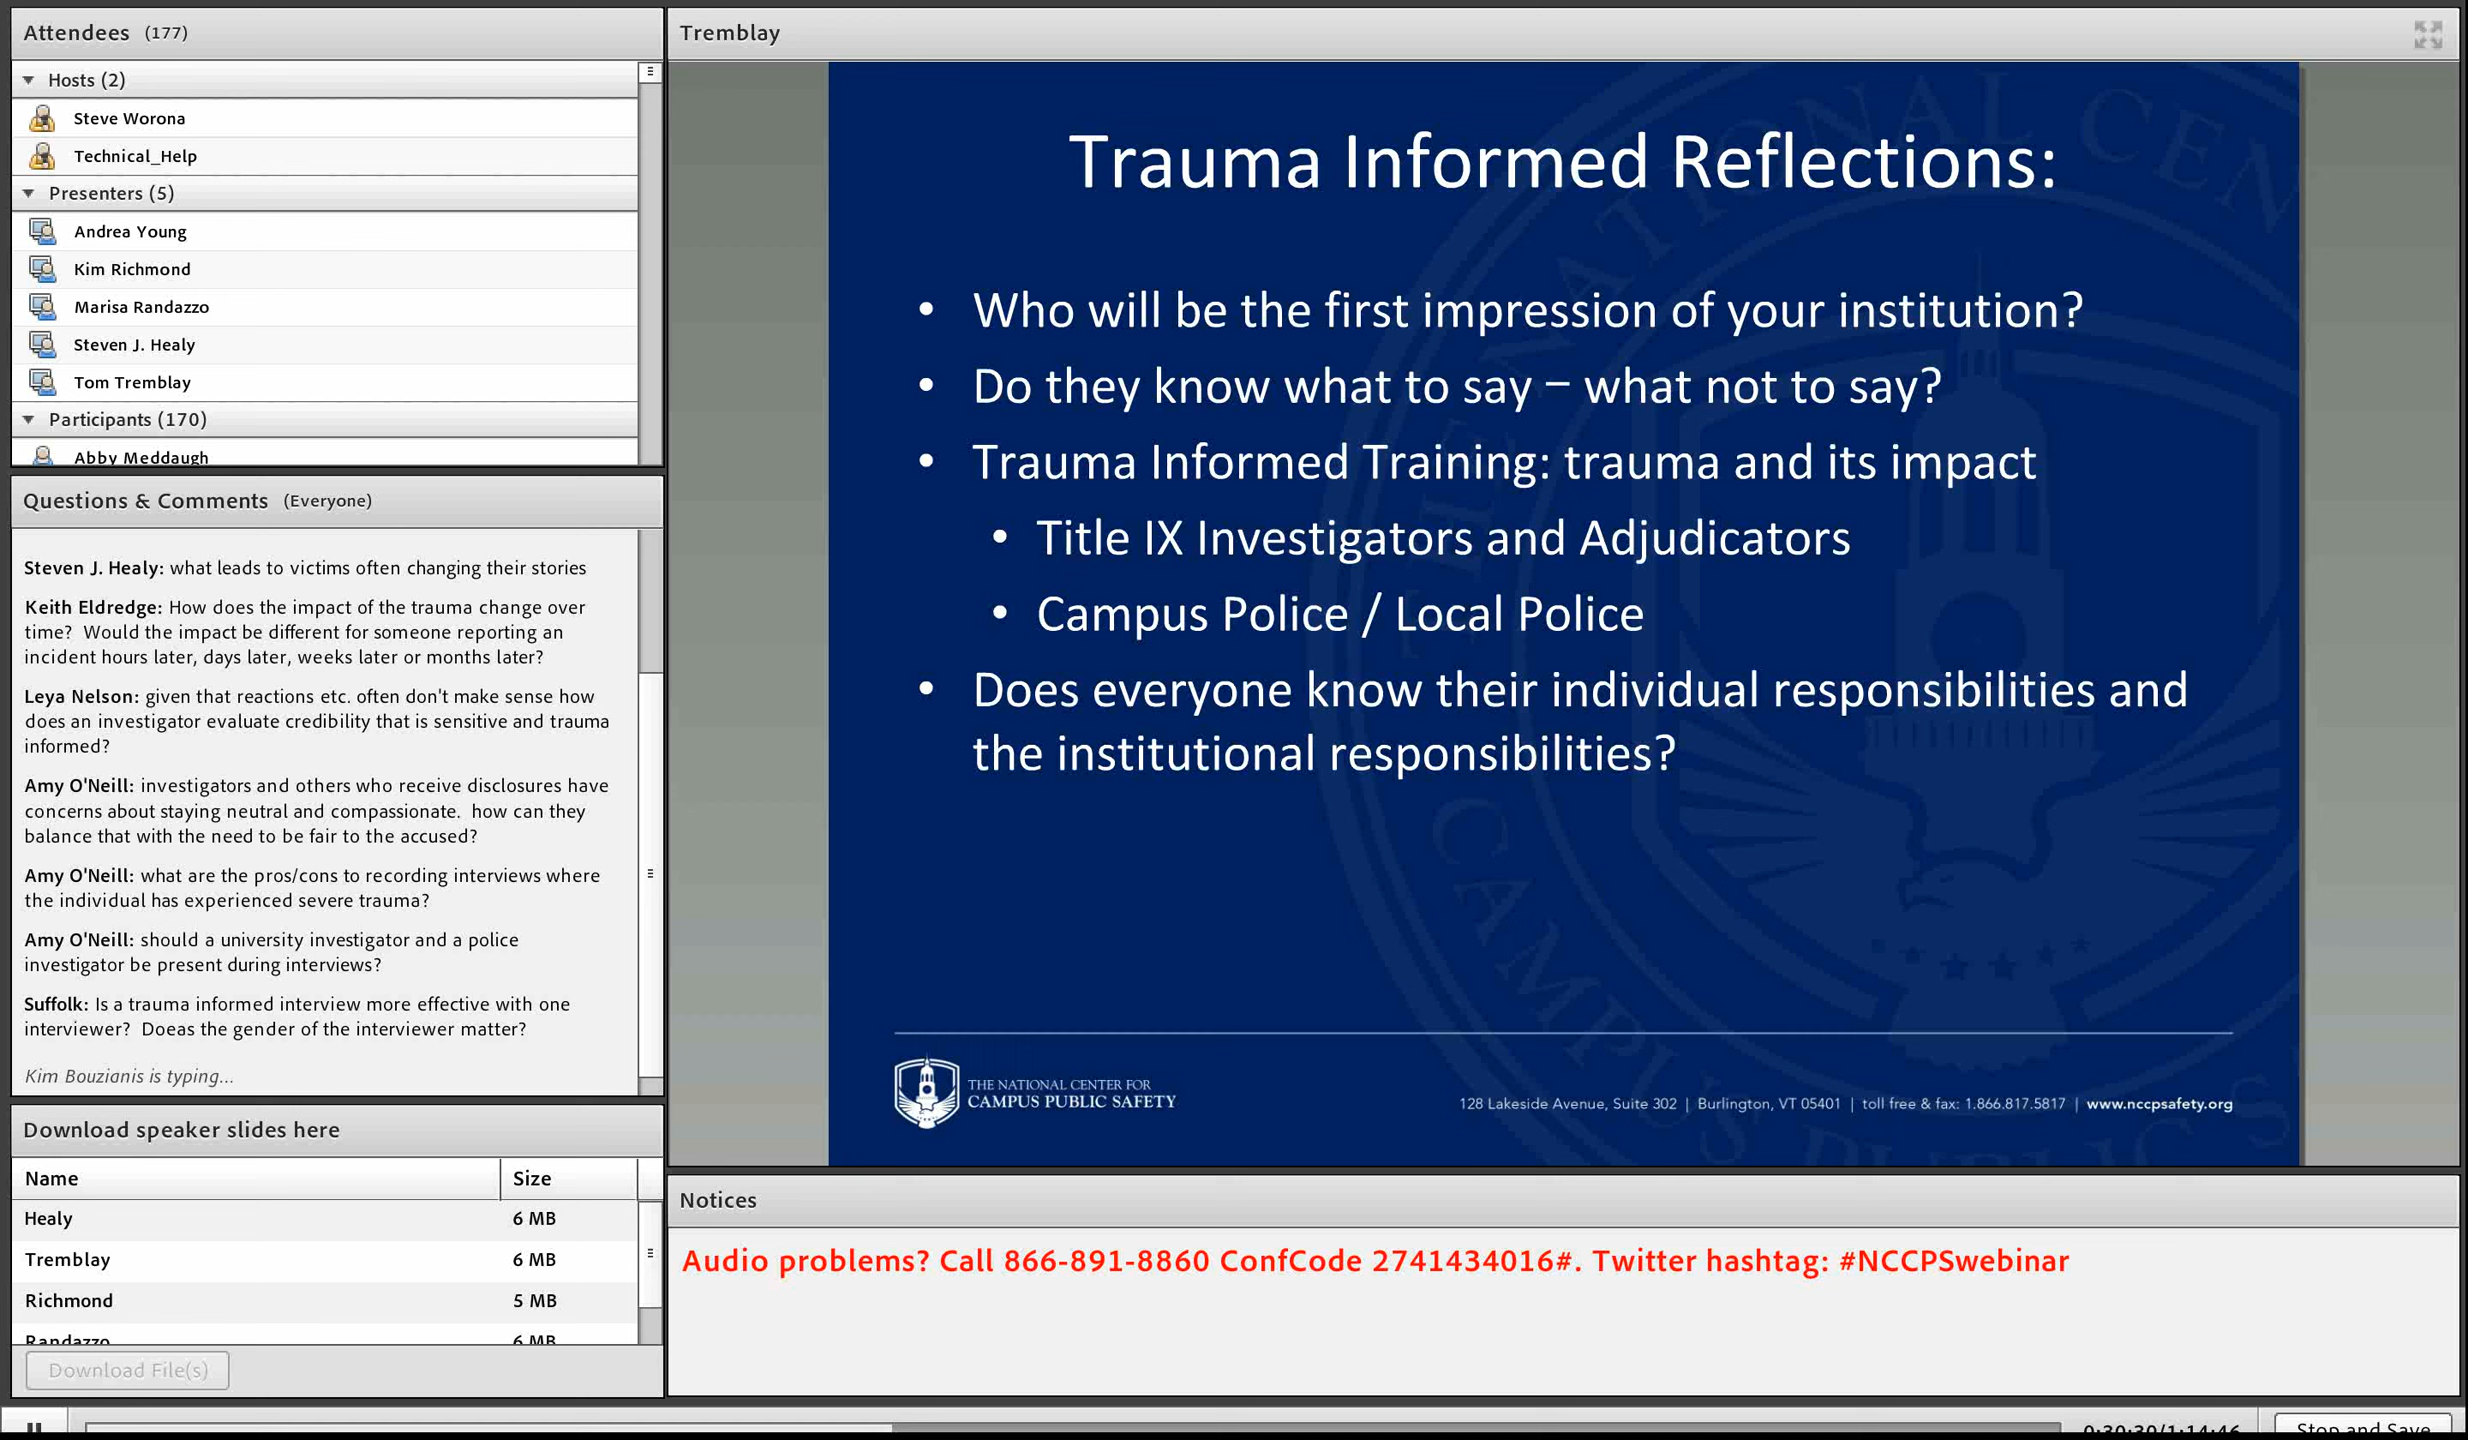 Attendees (177)
Hosts (2)
Steve Worona
Technical_Help
Presenters (5)
Andrea Young
Kim Richmond
Marisa Randazzo
Steven J. Healy
Tom Tremblay
Participants (170)
Abby Meddaugh
Questions & Comments (Everyone)
Steven J. Healy: what leads to victims often changing their stories
Keith Eldredge: How does the impact of the trauma change over
time? Would the impact be different for someone reporting an
incident hours later, days later, weeks later or months later?
Leya Nelson: given that reactions etc. often don't make sense how
does an investigator evaluate credibility that is sensitive and trauma
informed?
Amy O'Neill: investigators and others who receive disclosures have
concerns about staying neutral and compassionate. how can they
balance that with the need to be fair to the accused?
Amy O'Neill: what are the pros/cons to recording interviews where
the individual has experienced severe trauma?
Amy O'Neill: should a university investigator and a police
investigator be present during interviews?
Suffolk: Is a trauma informed interview more effective with one
interviewer? Doeas the gender of the interviewer matter?
Kim Bouzianis is typing...
Download speaker slides here
Name Size
Healy 6 MB
Tremblay 6 MB
Richmond 5 MB
Randazzo 6 MB
Download File(s)
Tremblay
Trauma Informed Reflections:
• Who will be the first impression of your institution?
• Do they know what to say – what not to say?
• Trauma Informed Training: trauma and its impact
• Title IX Investigators and Adjudicators
• Campus Police / Local Police
• Does everyone know their individual responsibilities and
the institutional responsibilities?
THE NATIONAL CENTER FOR
CAMPUS PUBLIC SAFETY
128 Lakeside Avenue, Suite 302 | Burlington, VT 05401 | toll free & fax: 1.866.817.5817 | www.nccpsafety.org
Notices
Audio problems? Call 866-891-8860 ConfCode 2741434016#. Twitter hashtag: #NCCPSwebinar
0:30:30/1:14:46
Stop and Save